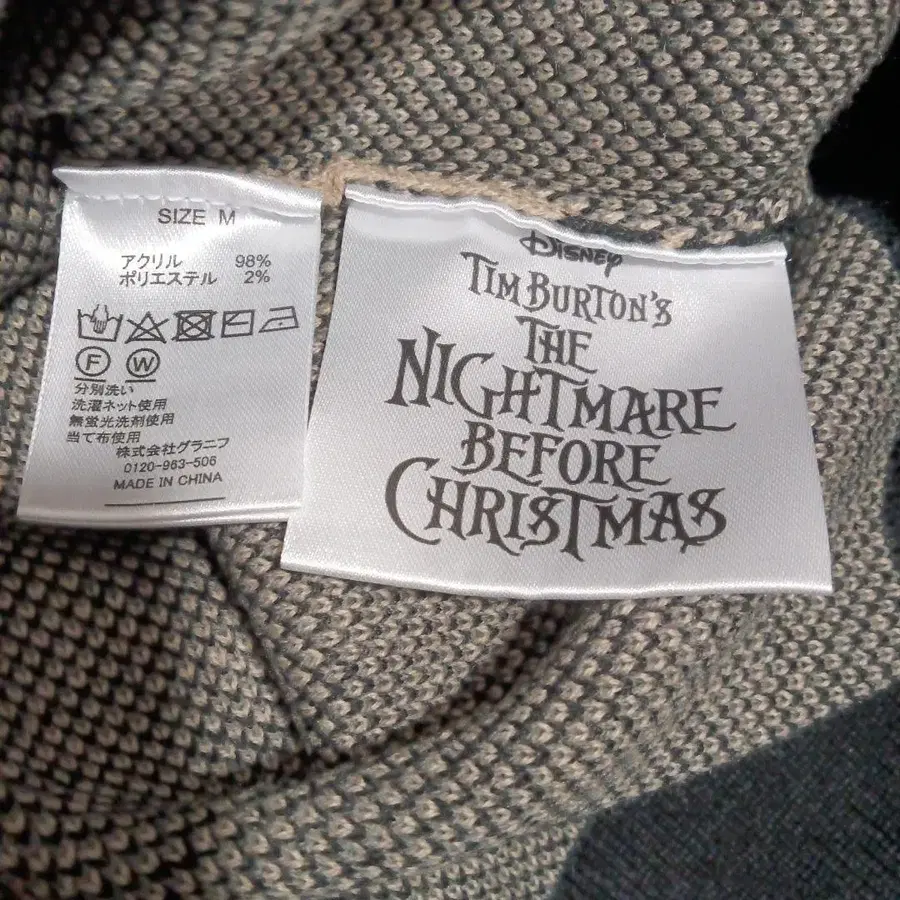 SIZE M
アクリル 98%
ポリエステル 2%
F W
分別洗い
洗濯ネット使用
無蛍光洗剤使用
当て布使用
株式会社グラニフ
0120-963-506
MADE IN CHINA
Disney
TIM BURTON'S
THE
NIGHTMARE
BEFORE
CHRISTMAS